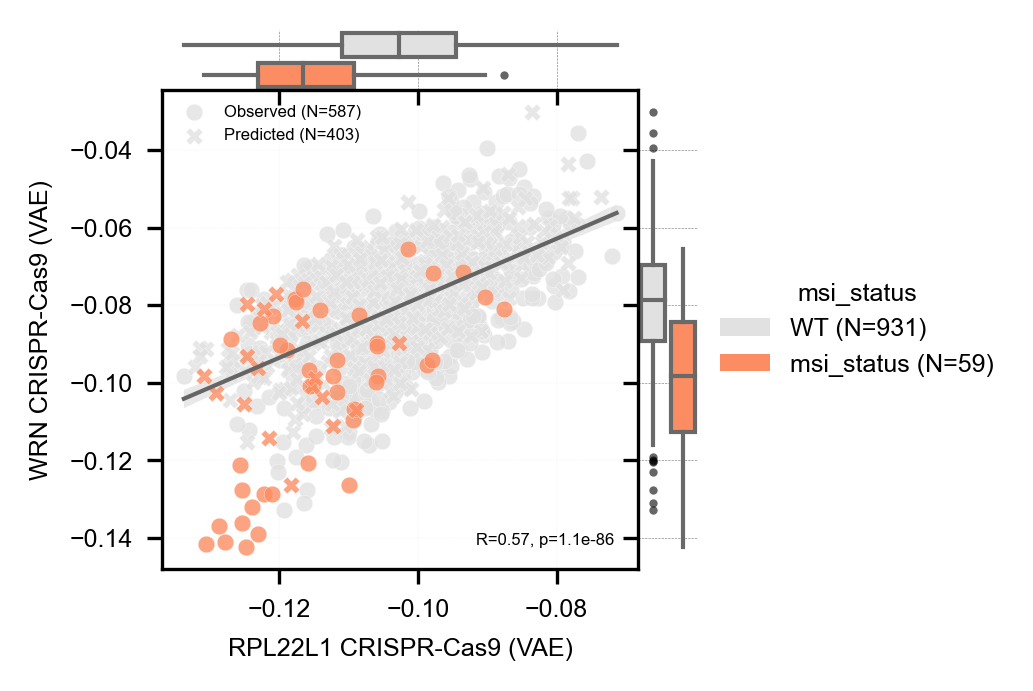 Observed (N=587)
Predicted (N=403)
−0.04
−0.06
−0.08
−0.10
−0.12
−0.14
WRN CRISPR-Cas9 (VAE)
R=0.57, p=1.1e-86
−0.12
−0.10
−0.08
RPL22L1 CRISPR-Cas9 (VAE)
msi_status
WT (N=931)
msi_status (N=59)